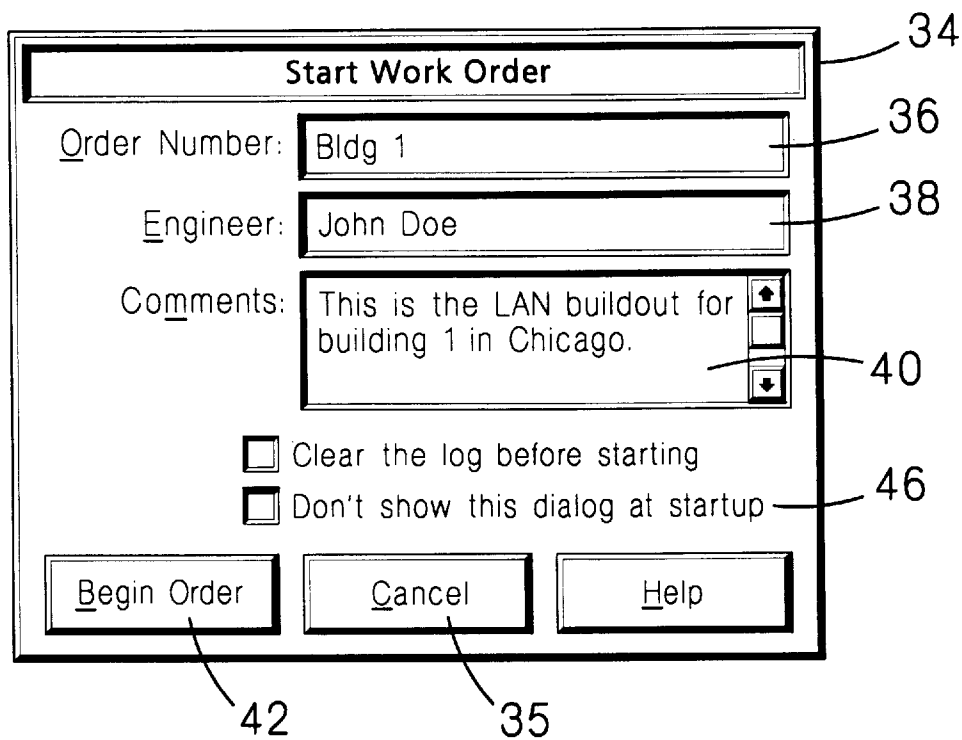 34
Start Work Order
Order Number: Bldg 1 36
Engineer: John Doe 38
Comments: This is the LAN buildout for
building 1 in Chicago.
40
Clear the log before starting
Don't show this dialog at startup 46
Begin Order Cancel Help
42 35